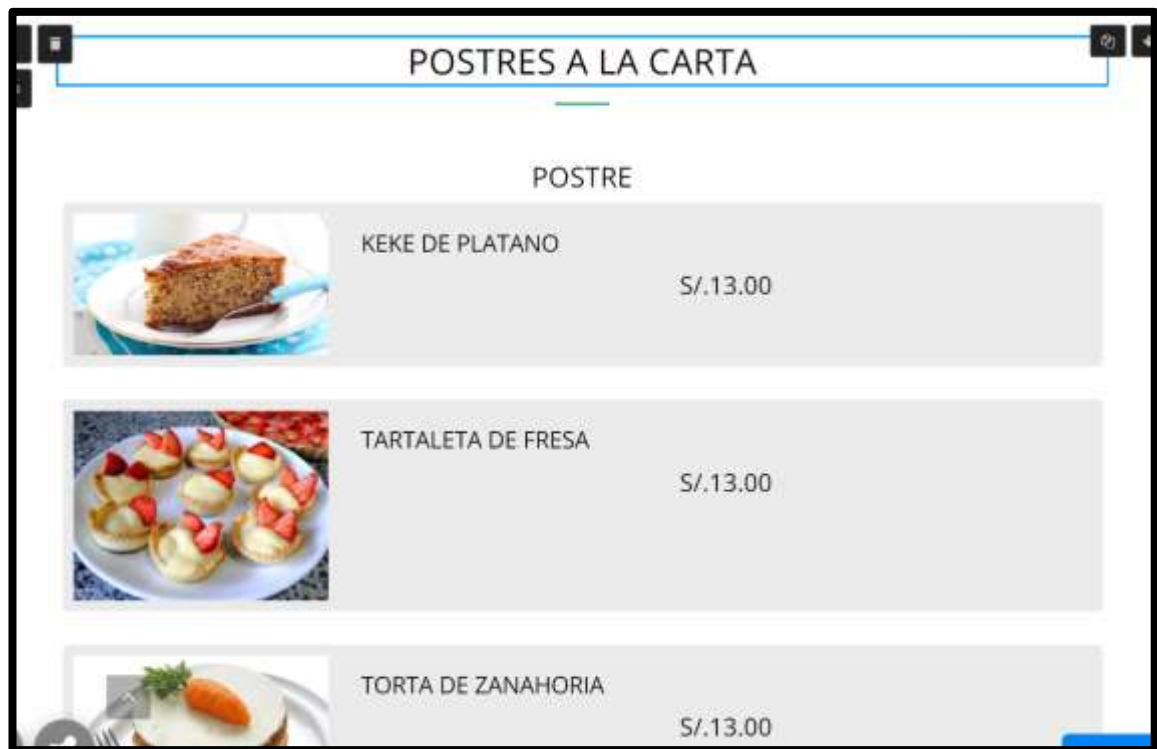 POSTRES A LA CARTA
POSTRE
KEKE DE PLATANO
S/.13.00
TARTALETA DE FRESA
S/.13.00
TORTA DE ZANAHORIA
S/.13.00